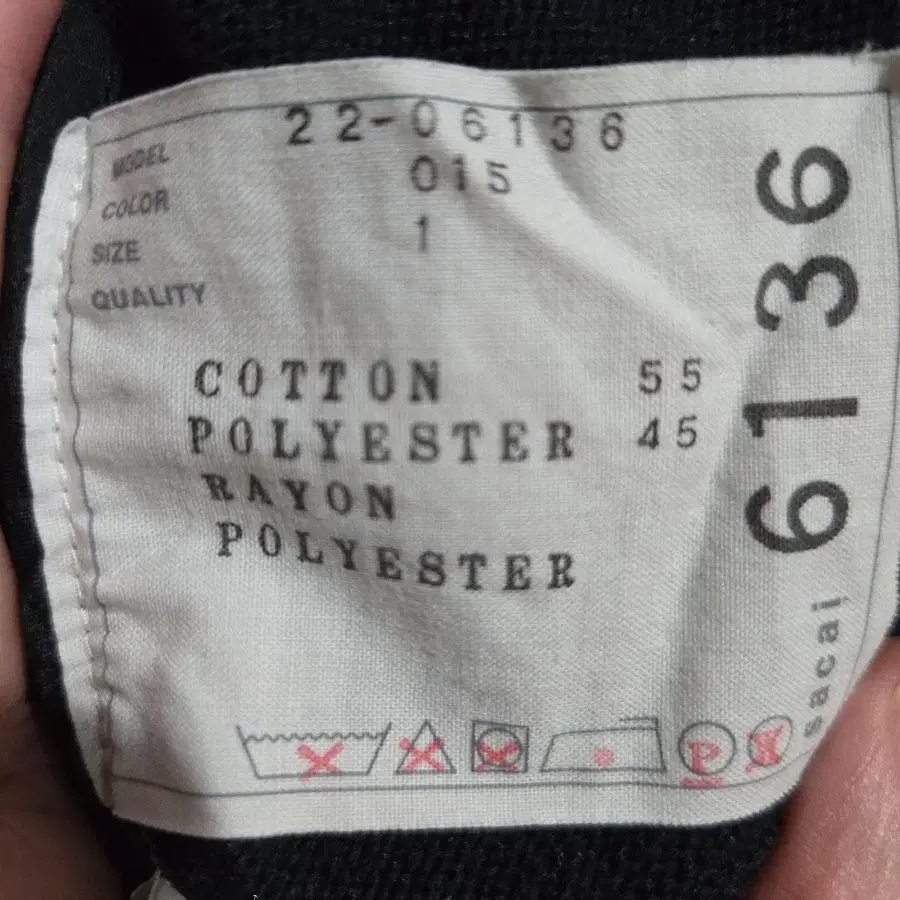 MODEL 22-06136
COLOR 015
SIZE 1
QUALITY
COTTON 55
POLYESTER 45
RAYON
POLYESTER
P
W
6136
sacai